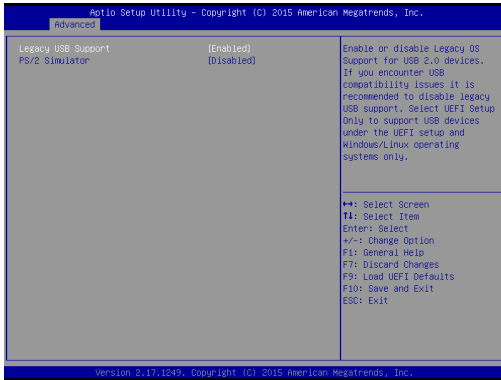 Aptio Setup Utility – Copyright (C) 2015 American Megatrends, Inc.
Advanced
Legacy USB Support [Enabled]
PS/2 Simulator [Disabled]
Enable or disable Legacy OS
Support for USB 2.0 devices.
If you encounter USB
compatibility issues it is
recommended to disable legacy
USB support. Select UEFI Setup
Only to support USB devices
under the UEFI setup and
Windows/Linux operating
systems only.
↔: Select Screen
↑↓: Select Item
Enter: Select
+/-: Change Option
F1: General Help
F7: Discard Changes
F9: Load UEFI Defaults
F10: Save and Exit
ESC: Exit
Version 2.17.1249. Copyright (C) 2015 American Megatrends, Inc.